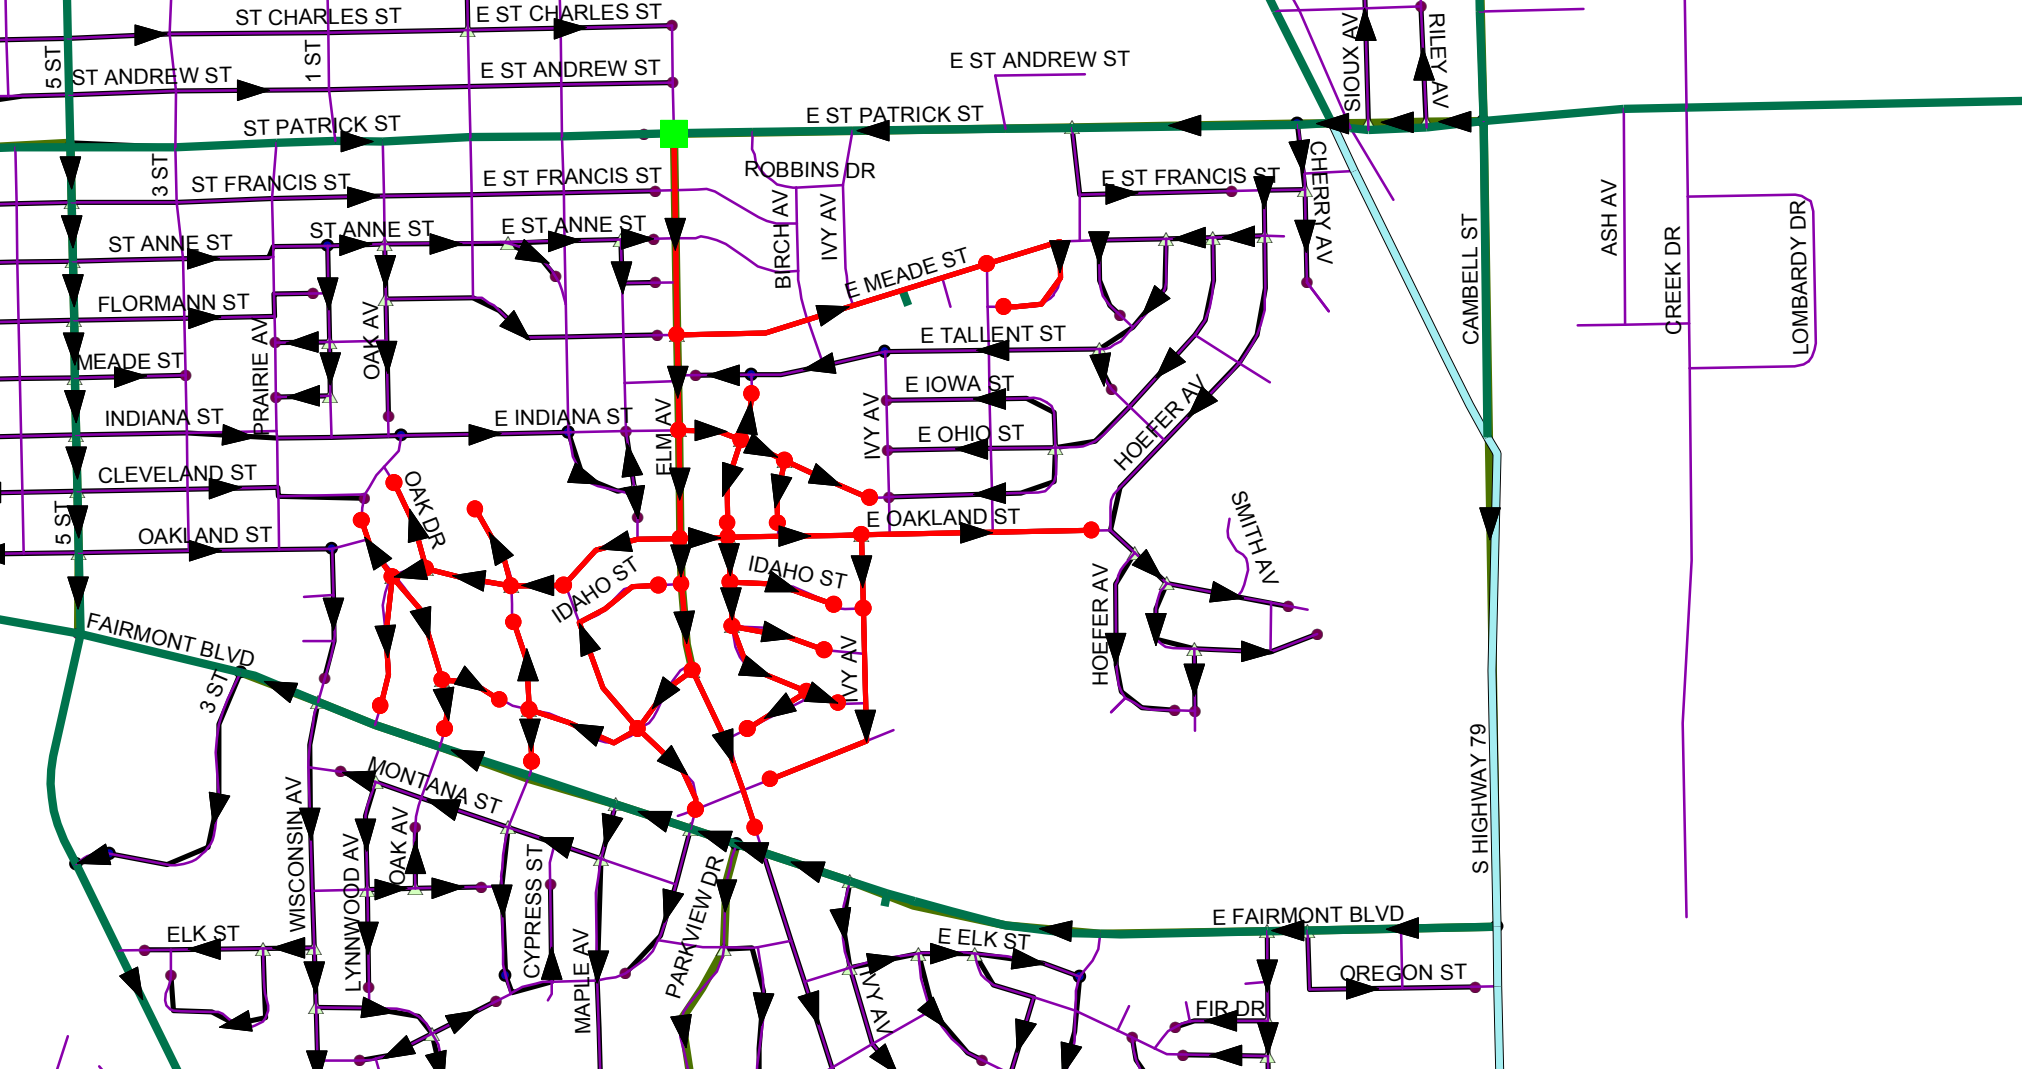 ST CHARLES ST
E ST CHARLES ST
5 ST
1 ST
SIOUX AV
RILEY AV
ST ANDREW ST
E ST ANDREW ST
E ST ANDREW ST
ST PATRICK ST
E ST PATRICK ST
3 ST
ST FRANCIS ST
E ST FRANCIS ST
ROBBINS DR
E ST FRANCIS ST
CHERRY AV
ASH AV
CREEK DR
LOMBARDY DR
CAMBELL ST
BIRCH AV
IVY AV
ST ANNE ST
ST ANNE ST
E ST ANNE ST
E MEADE ST
FLORMANN ST
OAK AV
PRAIRIE AV
E TALLENT ST
MEADE ST
E IOWA ST
HOEFER AV
INDIANA ST
E INDIANA ST
ELM AV
IVY AV
E OHIO ST
CLEVELAND ST
OAK DR
5 ST
OAKLAND ST
E OAKLAND ST
SMITH AV
IDAHO ST
IDAHO ST
HOEFER AV
FAIRMONT BLVD
3 ST
IVY AV
S HIGHWAY 79
MONTANA ST
WISCONSIN AV
LYNNWOOD AV
OAK AV
CYPRESS ST
MAPLE AV
PARKVIEW DR
E FAIRMONT BLVD
ELK ST
E ELK ST
OREGON ST
IVY AV
FIR DR